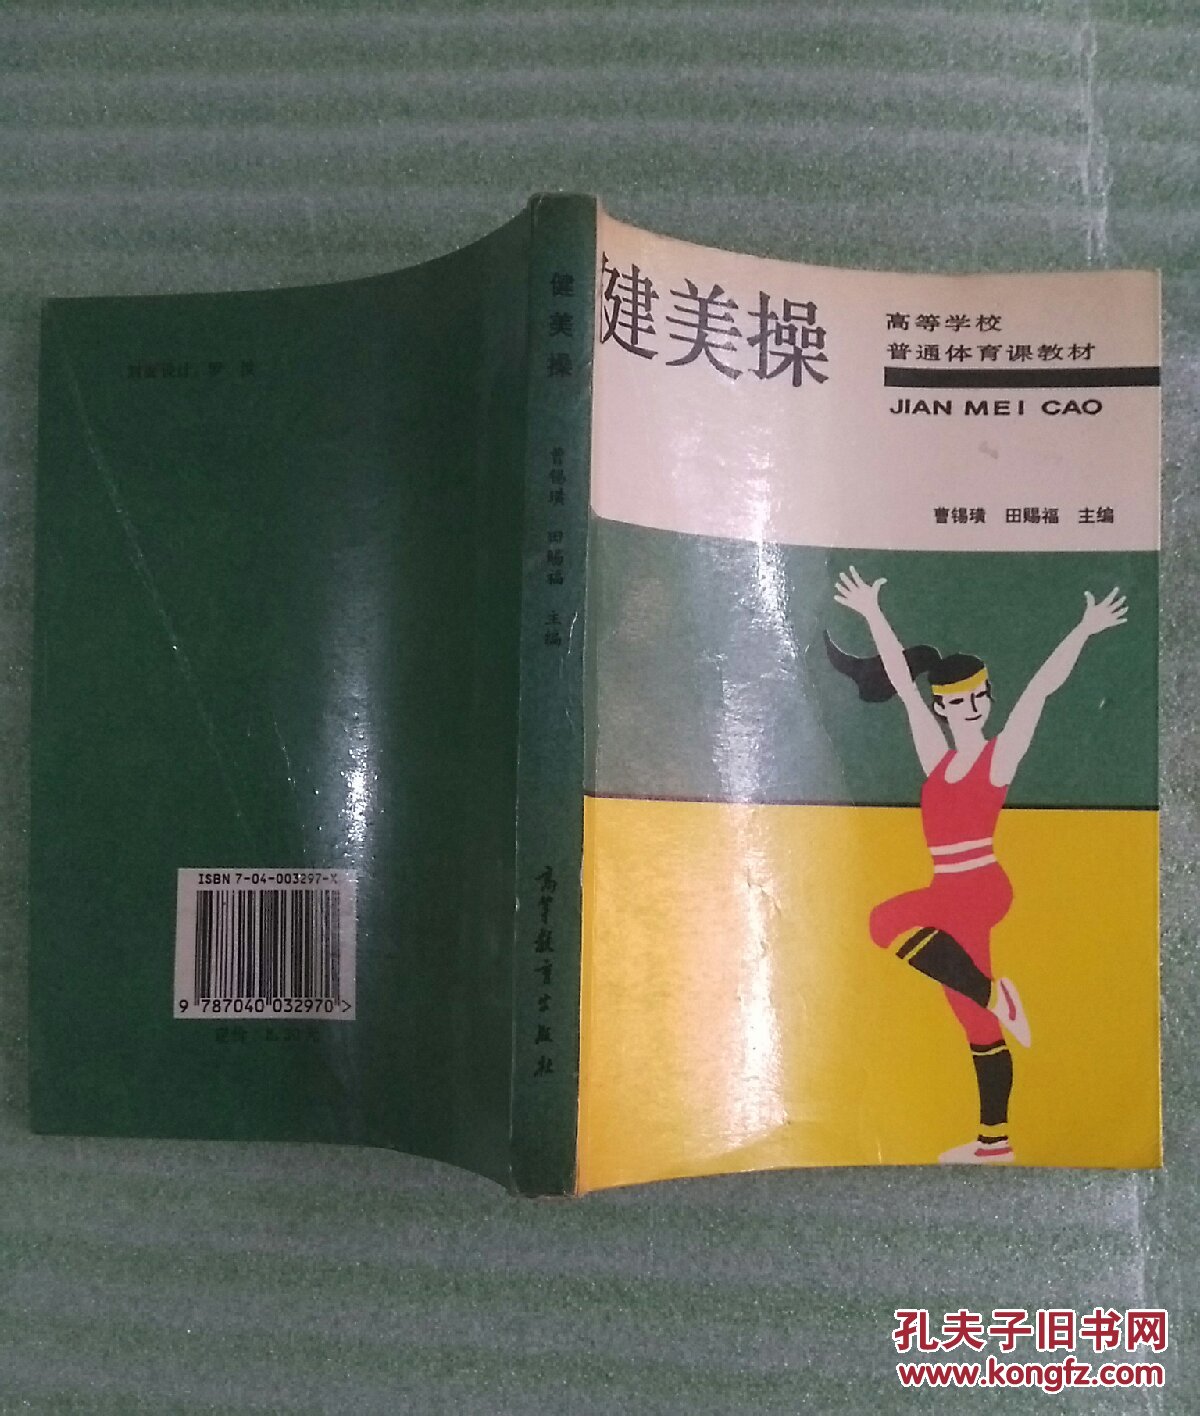 健美操
高等学校
普通体育课教材
JIAN MEI CAO
曹锡璜 田赐福 主编
健美操
曹锡璜 田赐福 主编
高等教育出版社
ISBN 7-04-003297-X
9 787040 032970 >
孔夫子旧书网
www.kongfz.com